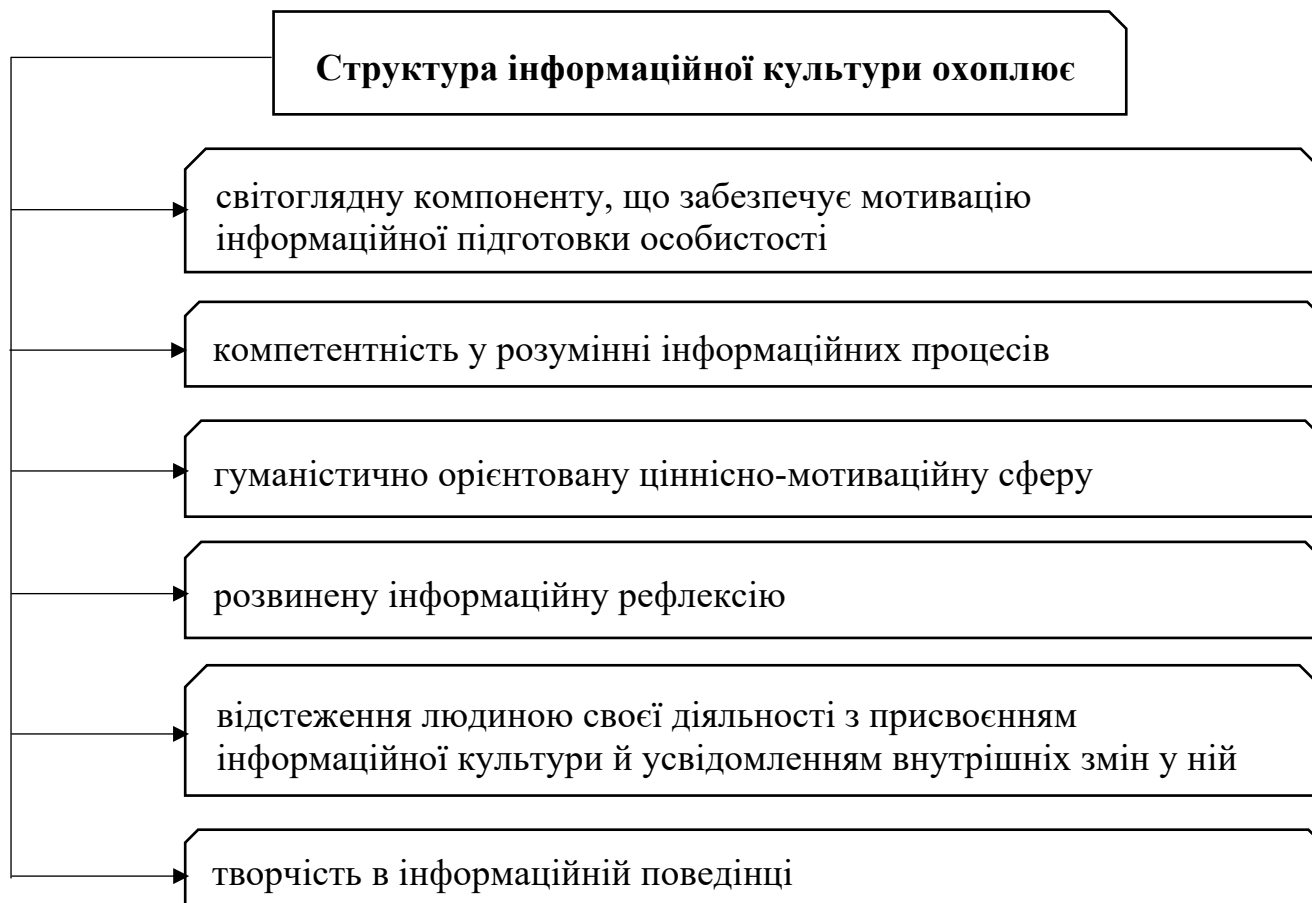 Структура інформаційної культури охоплює
світоглядну компоненту, що забезпечує мотивацію
інформаційної підготовки особистості
компетентність у розумінні інформаційних процесів
гуманістично орієнтовану ціннісно-мотиваційну сферу
розвинену інформаційну рефлексію
відстеження людиною своєї діяльності з присвоєнням
інформаційної культури й усвідомленням внутрішніх змін у ній
творчість в інформаційній поведінці